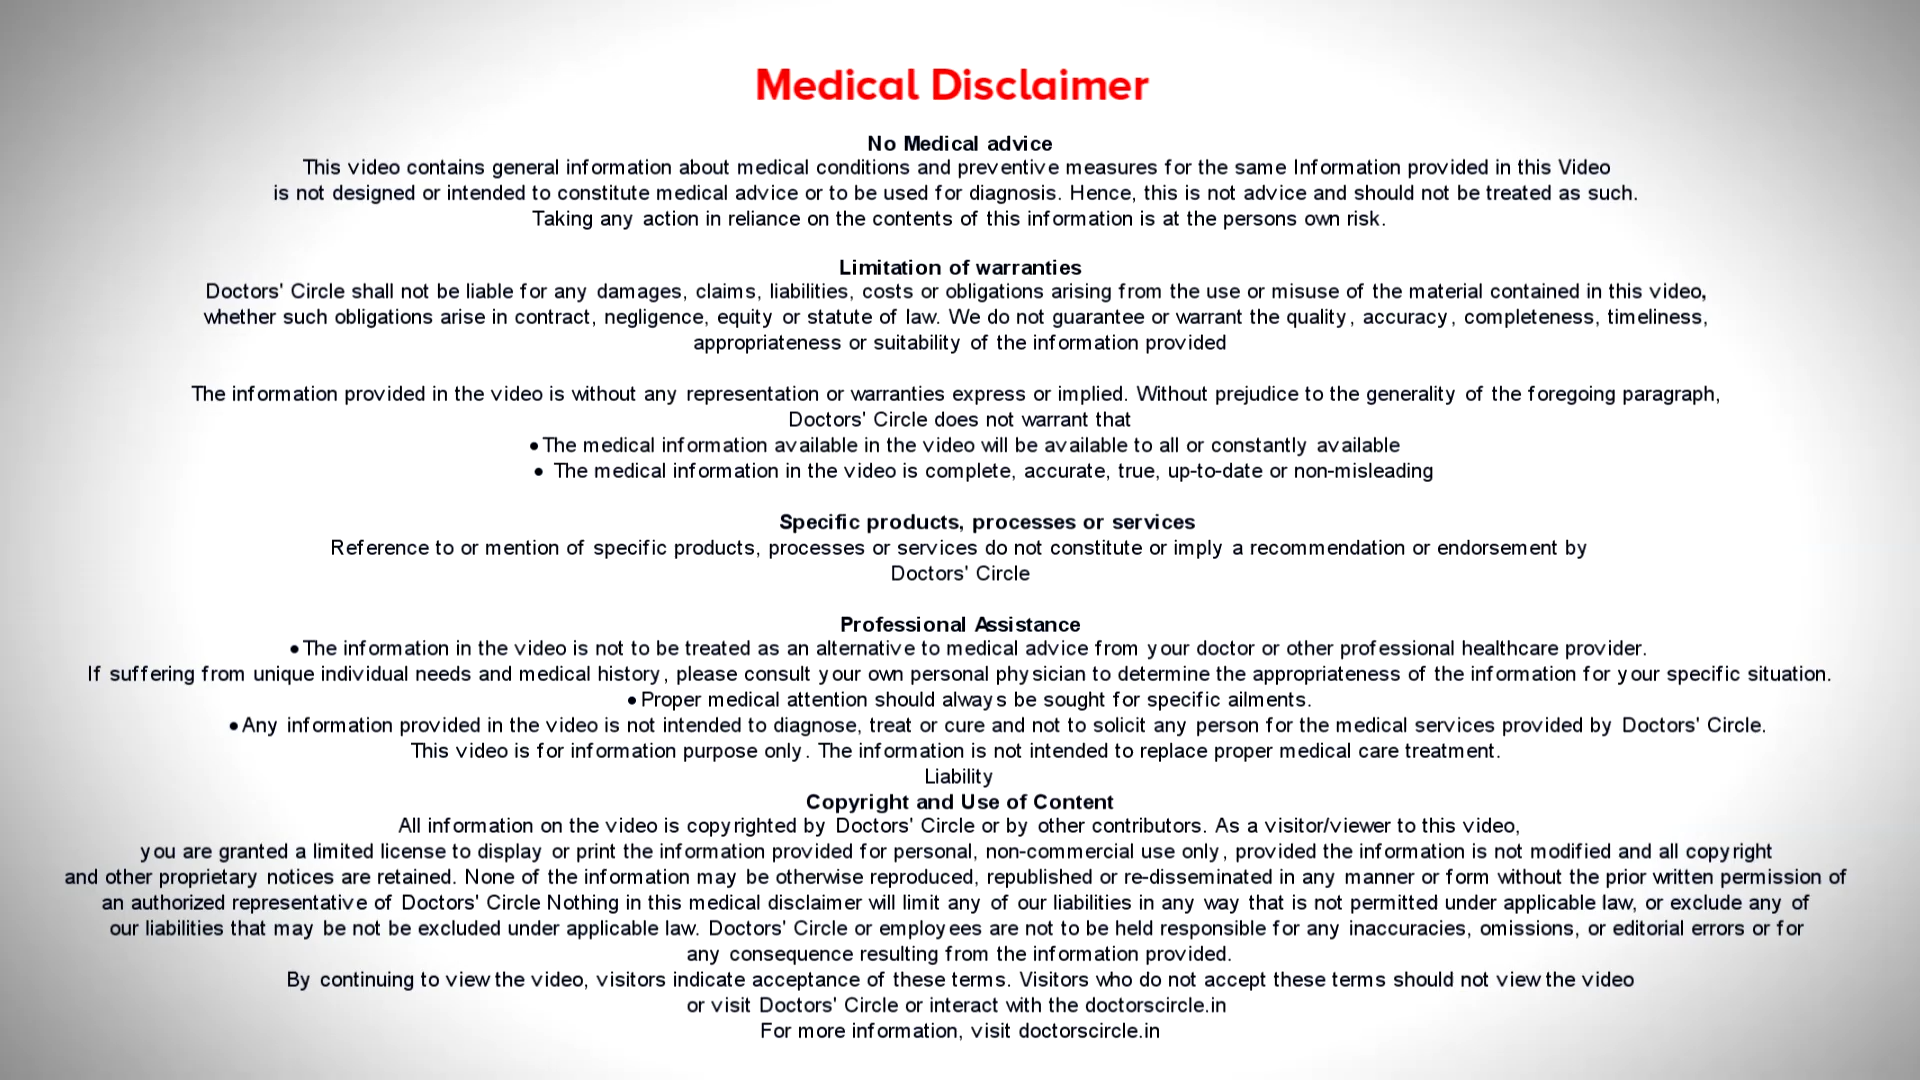 Medical Disclaimer
No Medical advice
This video contains general information about medical conditions and preventive measures for the same Information provided in this Video
is not designed or intended to constitute medical advice or to be used for diagnosis. Hence, this is not advice and should not be treated as such.
Taking any action in reliance on the contents of this information is at the persons own risk.
Limitation of warranties
Doctors' Circle shall not be liable for any damages, claims, liabilities, costs or obligations arising from the use or misuse of the material contained in this video,
whether such obligations arise in contract, negligence, equity or statute of law. We do not guarantee or warrant the quality, accuracy, completeness, timeliness,
appropriateness or suitability of the information provided
The information provided in the video is without any representation or warranties express or implied. Without prejudice to the generality of the foregoing paragraph,
Doctors' Circle does not warrant that
•The medical information available in the video will be available to all or constantly available
• The medical information in the video is complete, accurate, true, up-to-date or non-misleading
Specific products, processes or services
Reference to or mention of specific products, processes or services do not constitute or imply a recommendation or endorsement by
Doctors' Circle
Professional Assistance
•The information in the video is not to be treated as an alternative to medical advice from your doctor or other professional healthcare provider.
If suffering from unique individual needs and medical history, please consult your own personal physician to determine the appropriateness of the information for your specific situation.
•Proper medical attention should always be sought for specific ailments.
•Any information provided in the video is not intended to diagnose, treat or cure and not to solicit any person for the medical services provided by Doctors' Circle.
This video is for information purpose only. The information is not intended to replace proper medical care treatment.
Liability
Copyright and Use of Content
All information on the video is copyrighted by Doctors' Circle or by other contributors. As a visitor/viewer to this video,
you are granted a limited license to display or print the information provided for personal, non-commercial use only, provided the information is not modified and all copyright
and other proprietary notices are retained. None of the information may be otherwise reproduced, republished or re-disseminated in any manner or form without the prior written permission of
an authorized representative of Doctors' Circle Nothing in this medical disclaimer will limit any of our liabilities in any way that is not permitted under applicable law, or exclude any of
our liabilities that may be not be excluded under applicable law. Doctors' Circle or employees are not to be held responsible for any inaccuracies, omissions, or editorial errors or for
any consequence resulting from the information provided.
By continuing to view the video, visitors indicate acceptance of these terms. Visitors who do not accept these terms should not view the video
or visit Doctors' Circle or interact with the doctorscircle.in
For more information, visit doctorscircle.in